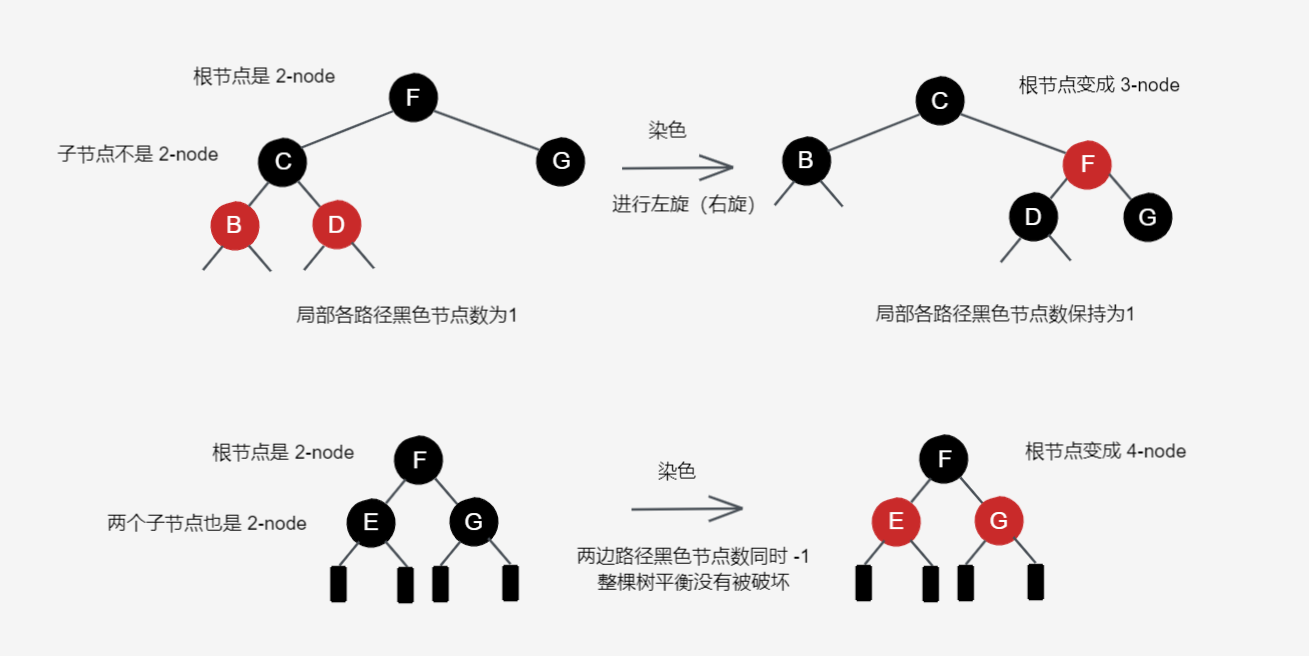 根节点是 2-node
F
子节点不是 2-node
C
G
B
D
局部各路径黑色节点数为1
染色
进行左旋（右旋）
C
根节点变成 3-node
B
F
D
G
局部各路径黑色节点数保持为1
根节点是 2-node
F
两个子节点也是 2-node
E
G
染色
两边路径黑色节点数同时 -1
整棵树平衡没有被破坏
F
根节点变成 4-node
E
G